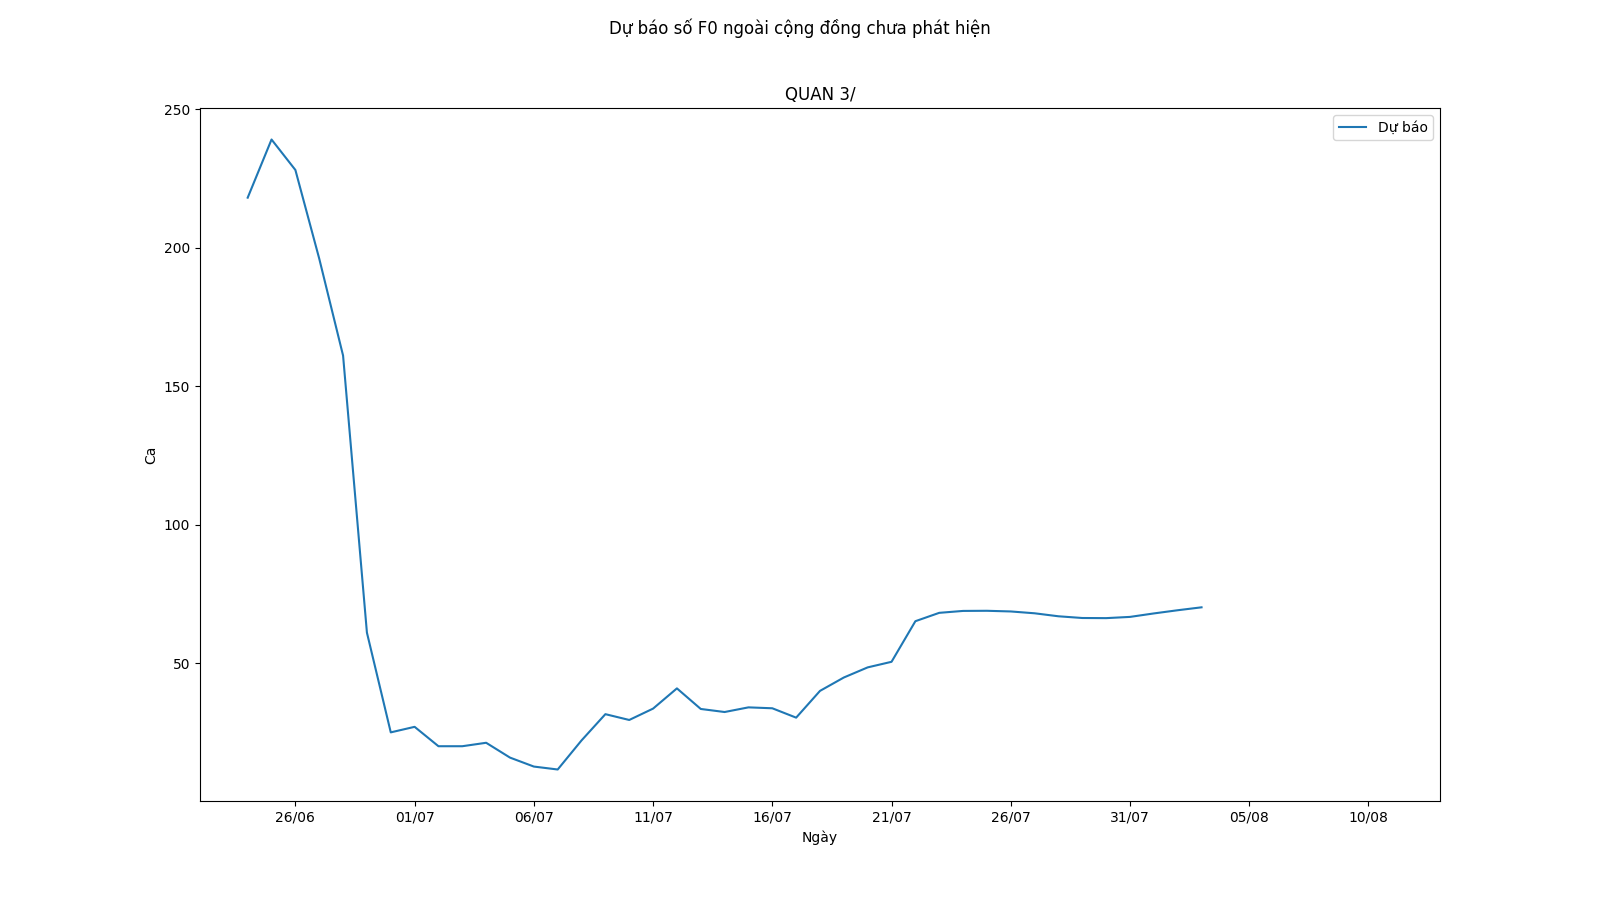 Dự báo số F0 ngoài cộng đồng chưa phát hiện
QUAN 3/
Dự báo
250
200
150
100
50
Ca
26/06 01/07 06/07 11/07 16/07 21/07 26/07 31/07 05/08 10/08
Ngày